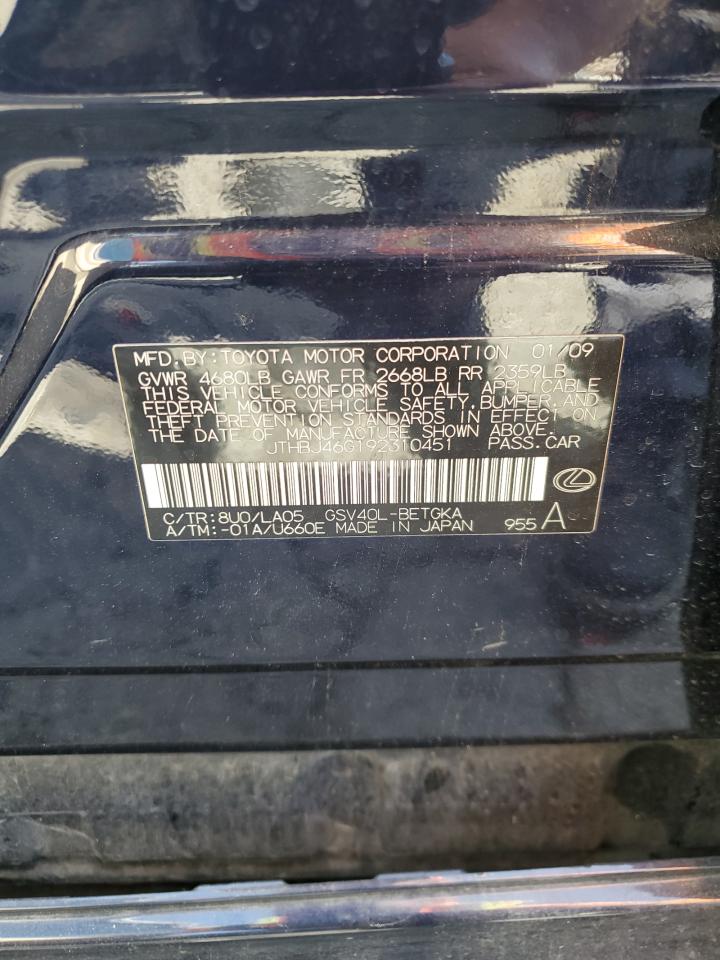 MFD.BY:TOYOTA MOTOR CORPORATION 01/09
GVWR 4680LB GAWR FR 2668LB RR 2359LB
THIS VEHICLE CONFORMS TO ALL APPLICABLE
FEDERAL MOTOR VEHICLE SAFETY,BUMPER,AND
THEFT PREVENTION STANDARDS IN EFFECT ON
THE DATE OF MANUFACTURE SHOWN ABOVE.
JTHBJ46G192310451 PASS.CAR
C/TR:8U0/LA05 GSV40L-BETGKA
A/TM:-01A/U660E MADE IN JAPAN 955 A